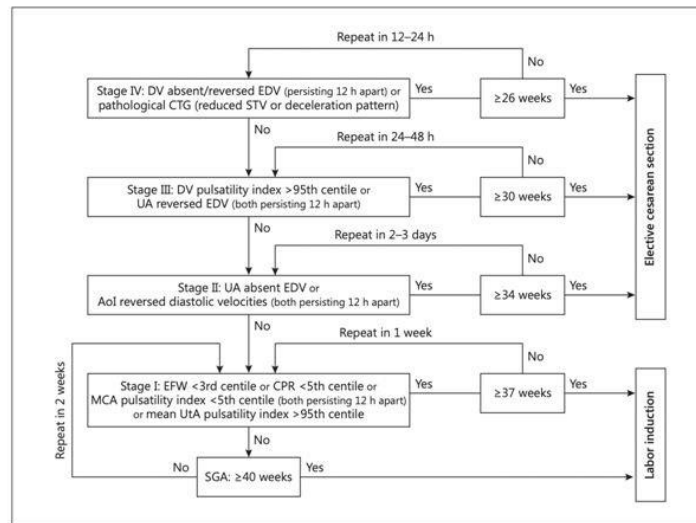 Repeat in 12–24 h
No
Stage IV: DV absent/reversed EDV (persisting 12 h apart) or
pathological CTG (reduced STV or deceleration pattern)
Yes
≥26 weeks
Yes
No
Repeat in 24–48 h
No
Stage III: DV pulsatility index >95th centile or
UA reversed EDV (both persisting 12 h apart)
Yes
≥30 weeks
Yes
Elective cesarean section
No
Repeat in 2–3 days
No
Stage II: UA absent EDV or
AoI reversed diastolic velocities (both persisting 12 h apart)
Yes
≥34 weeks
Yes
No
Repeat in 1 week
No
Repeat in 2 weeks
Stage I: EFW <3rd centile or CPR <5th centile or
MCA pulsatility index <5th centile (both persisting 12 h apart)
or mean UtA pulsatility index >95th centile
Yes
≥37 weeks
Yes
Labor induction
No
No
SGA: ≥40 weeks
Yes